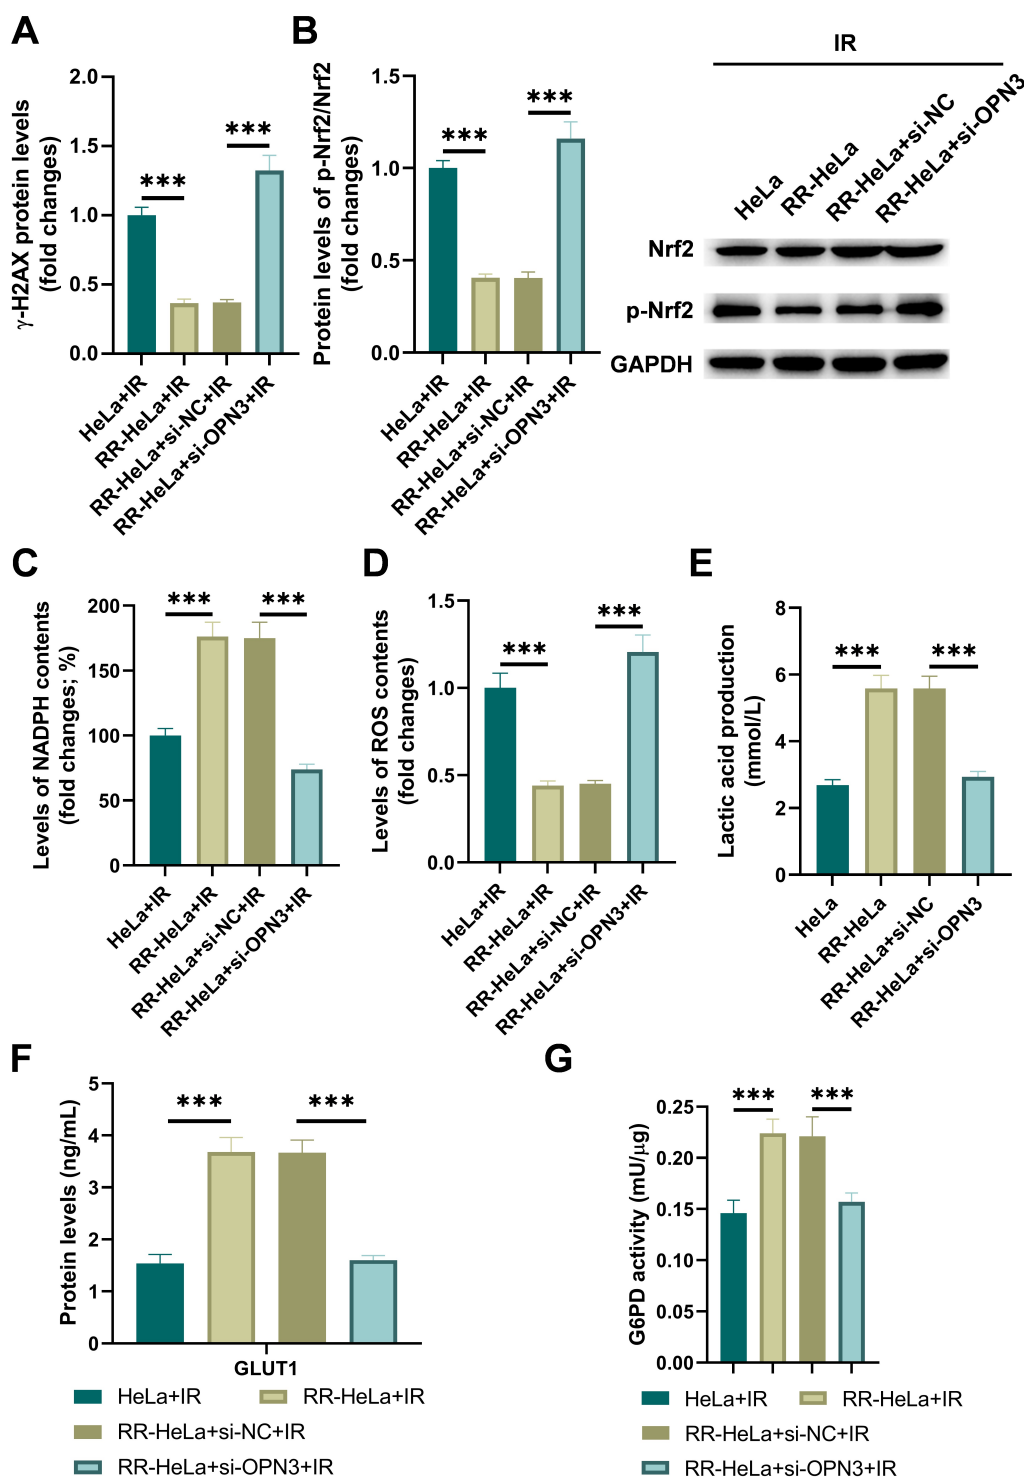 A
γ-H2AX protein levels
(fold changes)
2.0
1.5
1.0
0.5
0.0
***
***
HeLa+IR
RR-HeLa+IR
RR-HeLa+si-NC+IR
RR-HeLa+si-OPN3+IR
B
Protein levels of p-Nrf2/Nrf2
(fold changes)
1.5
1.0
0.5
0.0
***
***
HeLa+IR
RR-HeLa+IR
RR-HeLa+si-NC+IR
RR-HeLa+si-OPN3+IR
IR
HeLa
RR-HeLa
RR-HeLa+si-NC
RR-HeLa+si-OPN3
Nrf2
p-Nrf2
GAPDH
C
Levels of NADPH contents
(fold changes; %)
200
150
100
50
0
***
***
HeLa+IR
RR-HeLa+IR
RR-HeLa+si-NC+IR
RR-HeLa+si-OPN3+IR
D
Levels of ROS contents
(fold changes)
1.5
1.0
0.5
0.0
***
***
HeLa+IR
RR-HeLa+IR
RR-HeLa+si-NC+IR
RR-HeLa+si-OPN3+IR
E
Lactic acid production
(mmol/L)
8
6
4
2
0
***
***
HeLa
RR-HeLa
RR-HeLa+si-NC
RR-HeLa+si-OPN3
F
Protein levels (ng/mL)
5
4
3
2
1
0
***
***
GLUT1
HeLa+IR
RR-HeLa+IR
RR-HeLa+si-NC+IR
RR-HeLa+si-OPN3+IR
G
G6PD activity (mU/μg)
0.25
0.20
0.15
0.10
0.05
0.00
***
***
HeLa+IR
RR-HeLa+IR
RR-HeLa+si-NC+IR
RR-HeLa+si-OPN3+IR